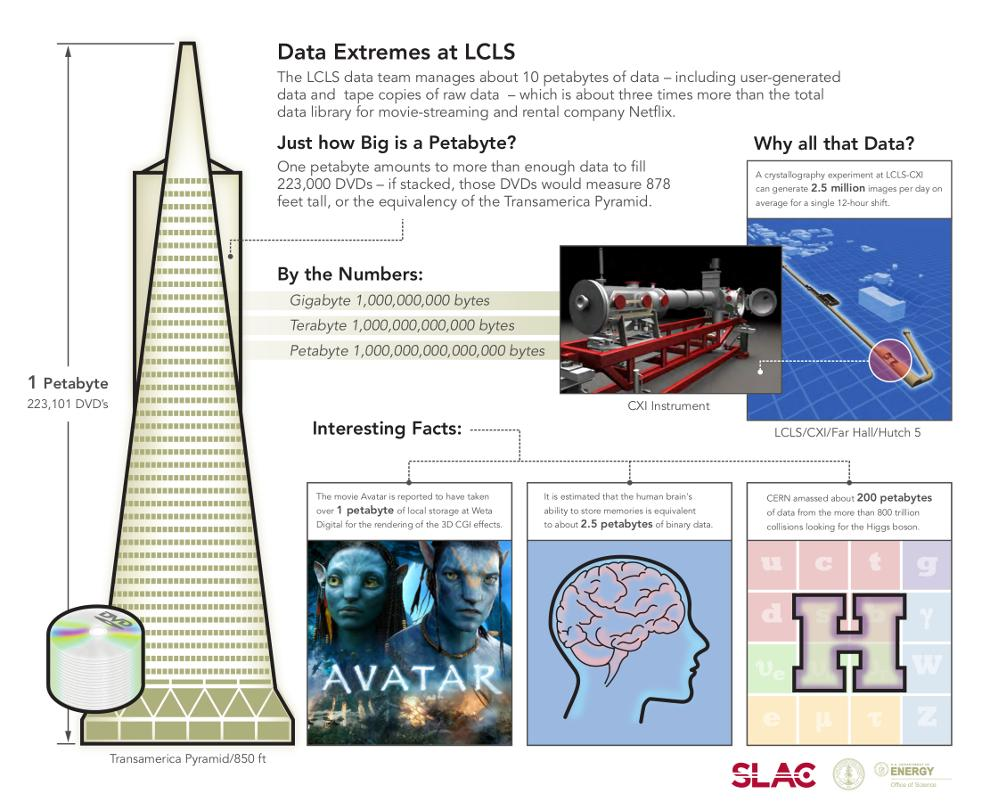 Data Extremes at LCLS
The LCLS data team manages about 10 petabytes of data – including user-generated
data and tape copies of raw data – which is about three times more than the total
data library for movie-streaming and rental company Netflix.
Just how Big is a Petabyte?
One petabyte amounts to more than enough data to fill
223,000 DVDs – if stacked, those DVDs would measure 878
feet tall, or the equivalency of the Transamerica Pyramid.
Why all that Data?
A crystallography experiment at LCLS-CXI
can generate 2.5 million images per day on
average for a single 12-hour shift.
By the Numbers:
Gigabyte 1,000,000,000 bytes
Terabyte 1,000,000,000,000 bytes
Petabyte 1,000,000,000,000,000 bytes
1 Petabyte
223,101 DVD's
CXI Instrument
LCLS/CXI/Far Hall/Hutch 5
Interesting Facts:
The movie Avatar is reported to have taken
over 1 petabyte of local storage at Weta
Digital for the rendering of the 3D CGI effects.
It is estimated that the human brain's
ability to store memories is equivalent
to about 2.5 petabytes of binary data.
CERN amassed about 200 petabytes
of data from the more than 800 trillion
collisions looking for the Higgs boson.
DVD
AVATAR
u c t g
d s b γ
H
νe W
e μ τ Z
Transamerica Pyramid/850 ft
SLAC
U.S. DEPARTMENT OF
ENERGY
Office of Science